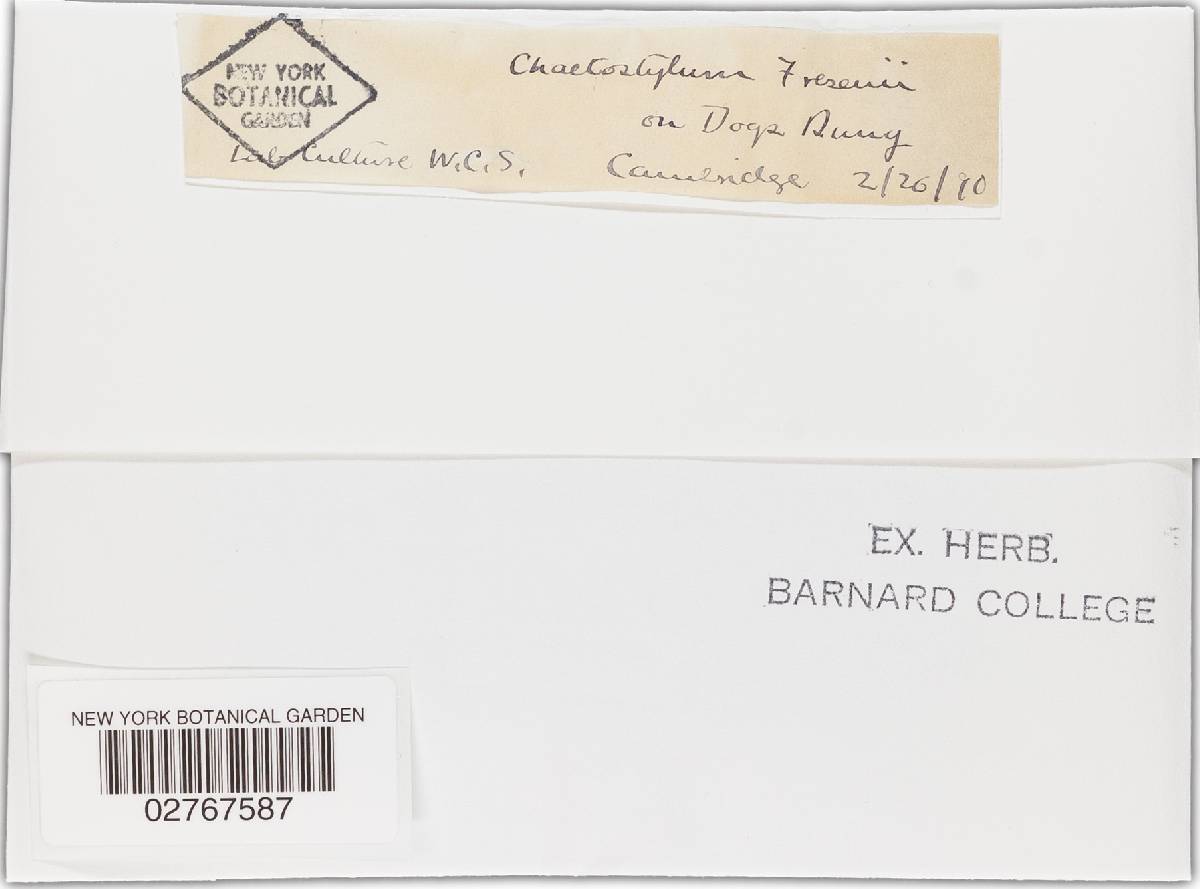 NEW YORK
BOTANICAL
GARDEN
Chaetostylum Fresenii
on Dogs Dung
Lab Culture W.C.S. Cambridge 2/26/90
EX. HERB.
BARNARD COLLEGE
NEW YORK BOTANICAL GARDEN
02767587